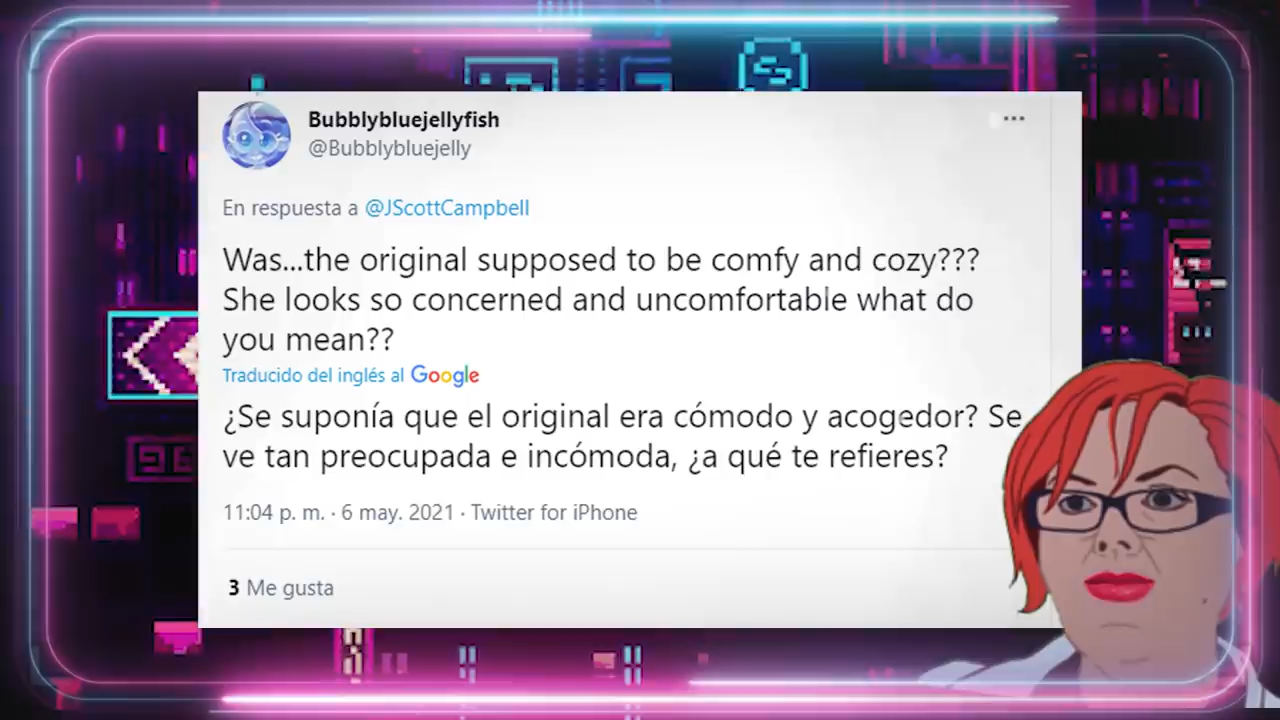 Bubblybluejellyfish
@Bubblybluejelly
En respuesta a @JScottCampbell
Was...the original supposed to be comfy and cozy???
She looks so concerned and uncomfortable what do
you mean??
Traducido del inglés al Google
¿Se suponía que el original era cómodo y acogedor? Se
ve tan preocupada e incómoda, ¿a qué te refieres?
11:04 p. m. · 6 may. 2021 · Twitter for iPhone
3 Me gusta